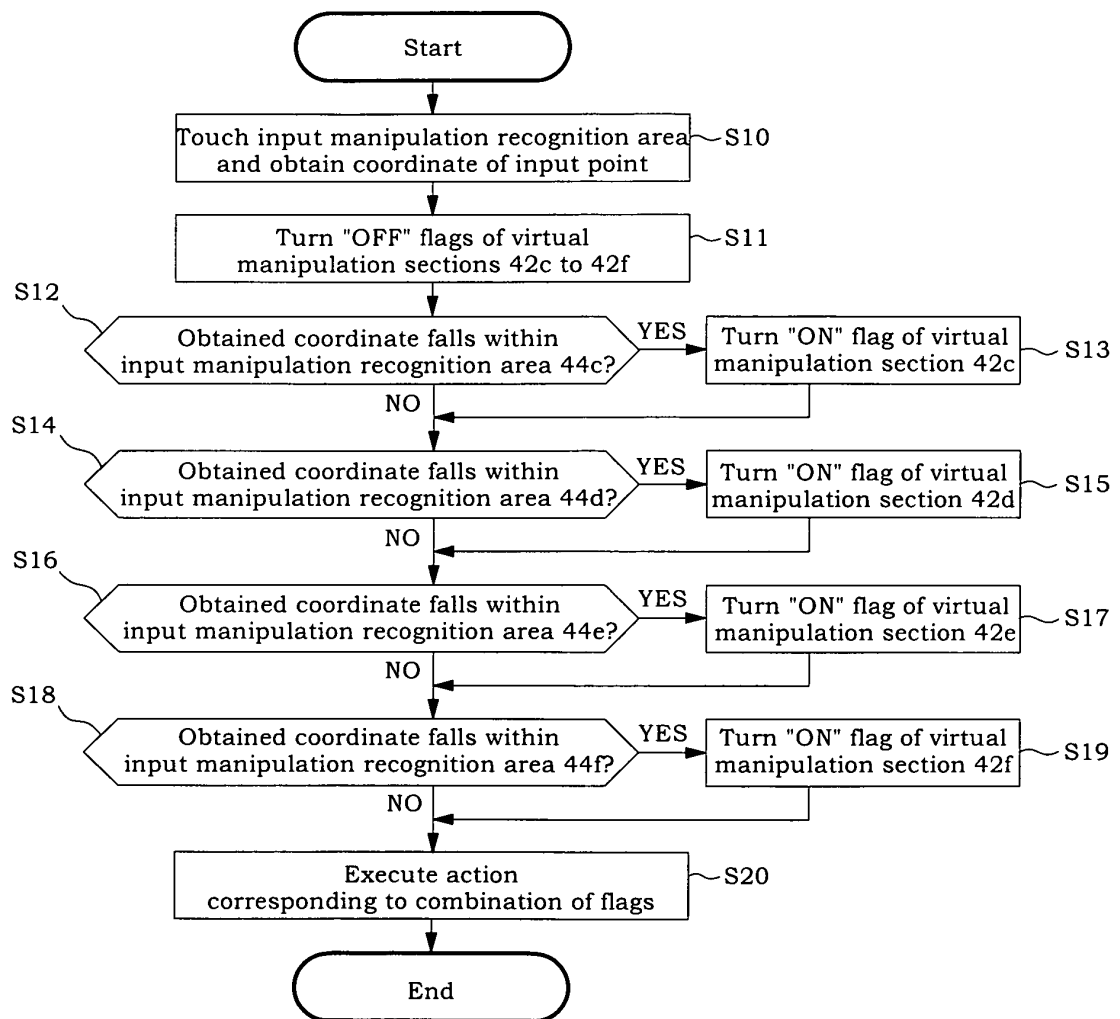 Start
Touch input manipulation recognition area
and obtain coordinate of input point
S10
Turn "OFF" flags of virtual
manipulation sections 42c to 42f
S11
S12
Obtained coordinate falls within
input manipulation recognition area 44c?
YES
Turn "ON" flag of virtual
manipulation section 42c
S13
NO
S14
Obtained coordinate falls within
input manipulation recognition area 44d?
YES
Turn "ON" flag of virtual
manipulation section 42d
S15
NO
S16
Obtained coordinate falls within
input manipulation recognition area 44e?
YES
Turn "ON" flag of virtual
manipulation section 42e
S17
NO
S18
Obtained coordinate falls within
input manipulation recognition area 44f?
YES
Turn "ON" flag of virtual
manipulation section 42f
S19
NO
Execute action
corresponding to combination of flags
S20
End